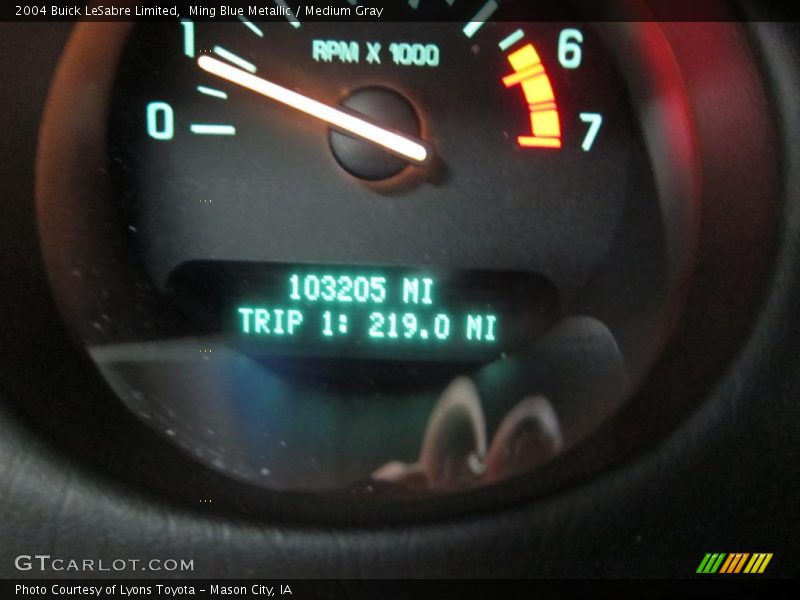 2004 Buick LeSabre Limited,  Ming Blue Metallic / Medium Gray
1
RPM X 1000
6
0
7
103205 MI
TRIP 1: 219.0 MI
GTCARLOT.COM
Photo Courtesy of Lyons Toyota - Mason City, IA